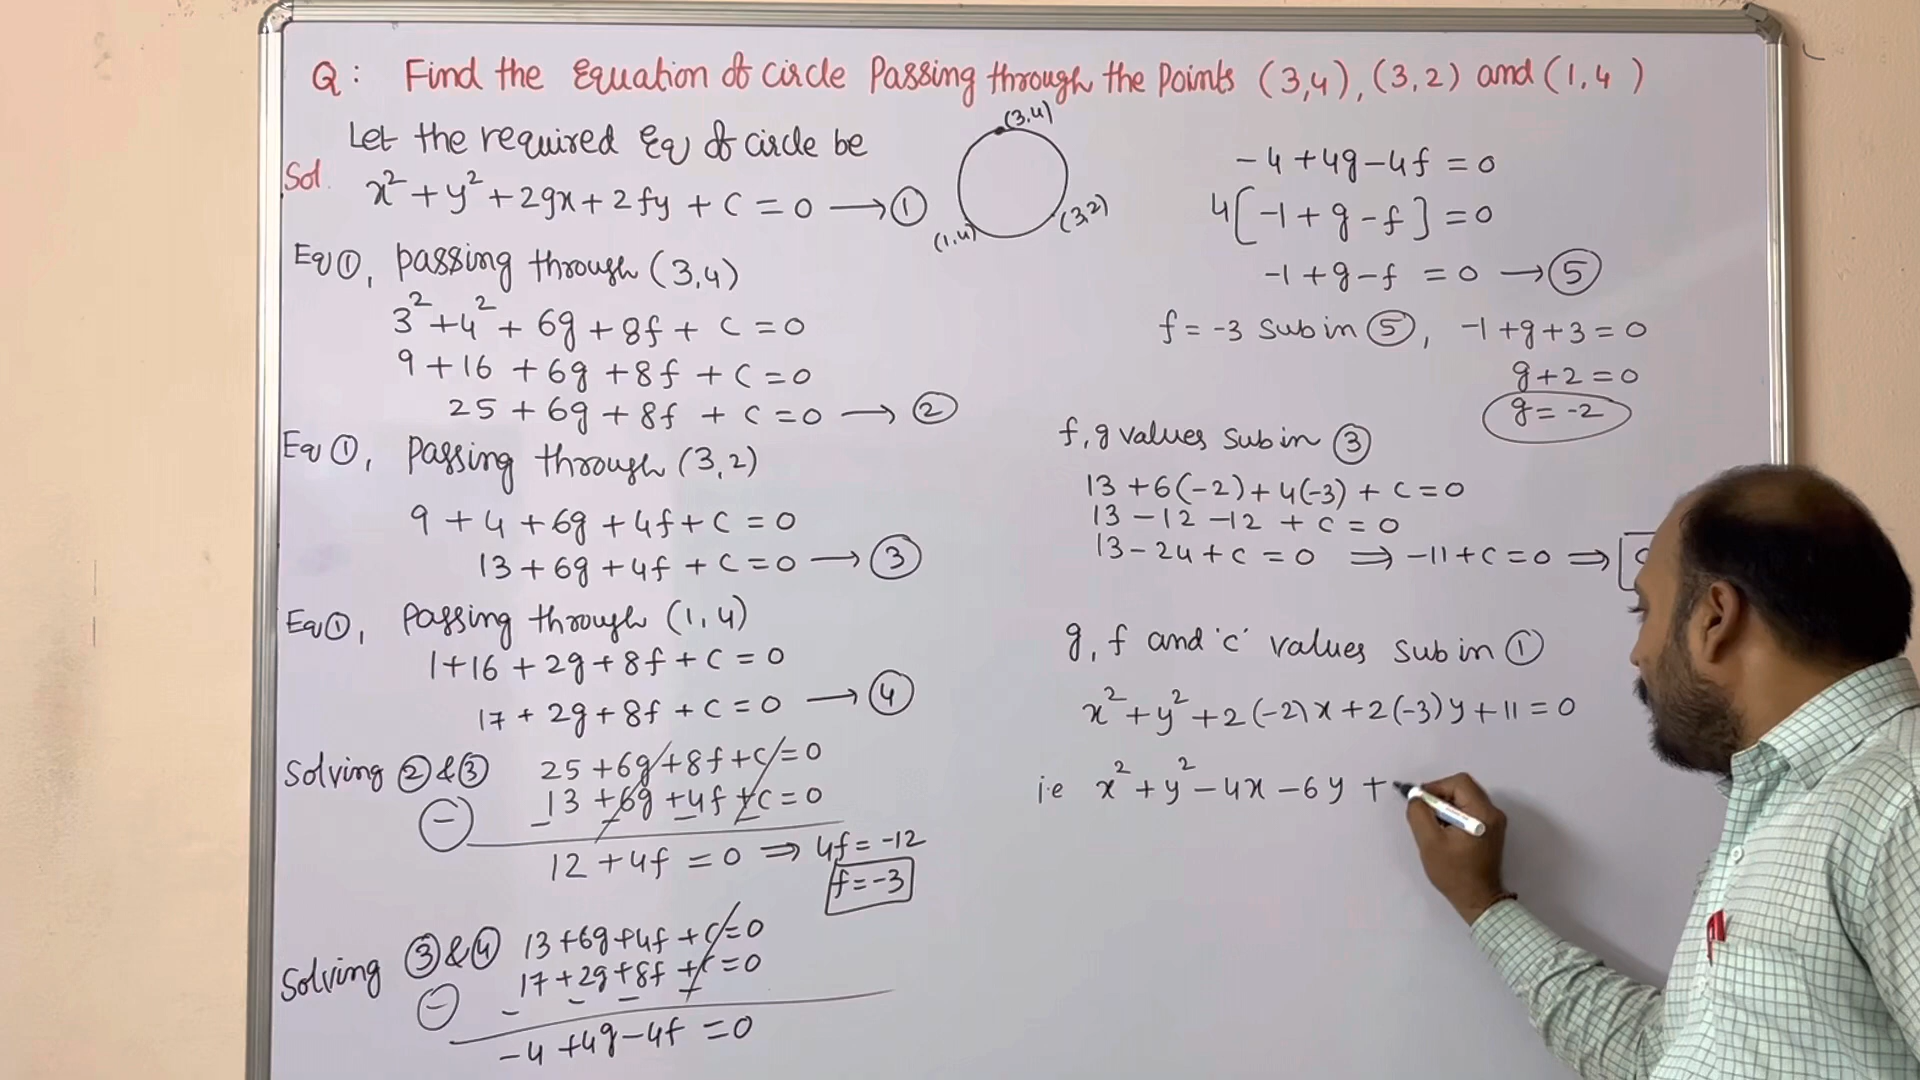 Q: Find the Equation of circle Passing through the Points (3,4), (3,2) and (1,4)
Let the required Eq of circle be
Sol. x² + y² + 2gx + 2fy + c = 0 → ①
(3,4)
(3,2)
(1,4)
Eq ①, passing through (3,4)
3² + 4² + 6g + 8f + c = 0
9 + 16 + 6g + 8f + c = 0
25 + 6g + 8f + c = 0 → ②
Eq ①, Passing through (3,2)
9 + 4 + 6g + 4f + c = 0
13 + 6g + 4f + c = 0 → ③
Eq ①, Passing through (1,4)
1 + 16 + 2g + 8f + c = 0
17 + 2g + 8f + c = 0 → ④
Solving ② & ③ 25 + 6g + 8f + c = 0
13 + 6g + 4f + c = 0
(−) − − − −
12 + 4f = 0 ⇒ 4f = -12
f = -3
Solving ③ & ④ 13 + 6g + 4f + c = 0
17 + 2g + 8f + c = 0
(−) − − − −
-4 + 4g - 4f = 0
-4 + 4g - 4f = 0
4[-1 + g - f] = 0
-1 + g - f = 0 → ⑤
f = -3 sub in ⑤, -1 + g + 3 = 0
g + 2 = 0
g = -2
f, g values sub in ③
13 + 6(-2) + 4(-3) + c = 0
13 - 12 - 12 + c = 0
13 - 24 + c = 0 ⇒ -11 + c = 0 ⇒
g, f and 'c' values sub in ①
x² + y² + 2(-2)x + 2(-3)y + 11 = 0
i.e x² + y² - 4x - 6y +